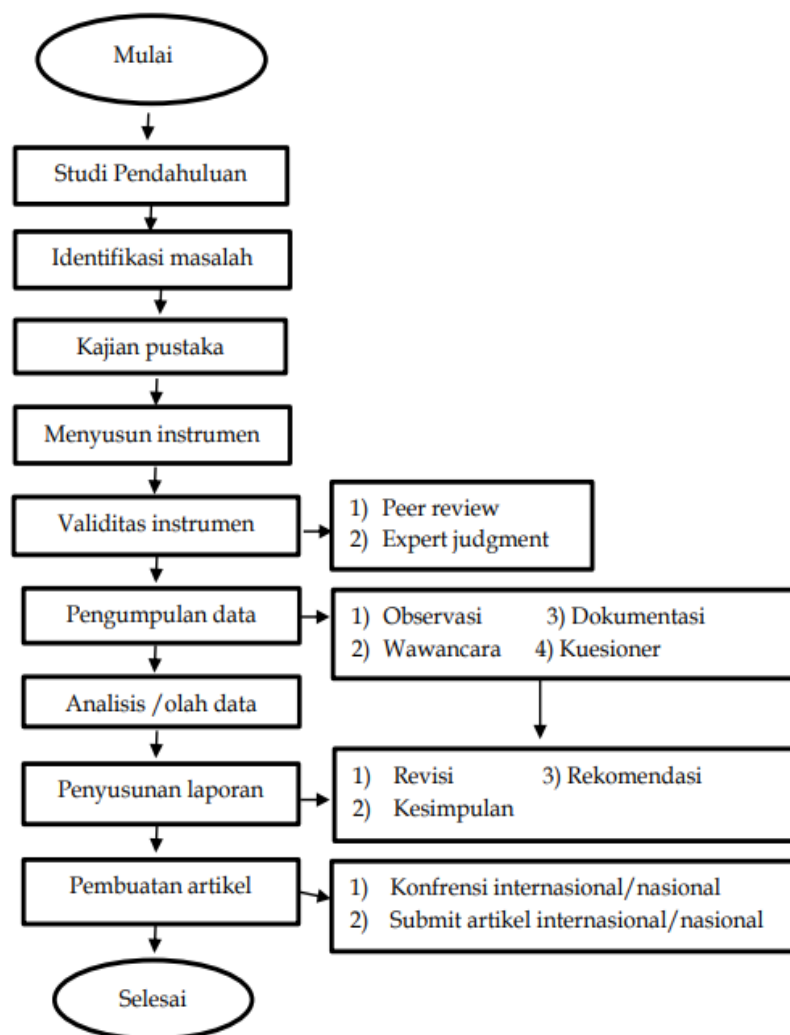 Mulai
Studi Pendahuluan
Identifikasi masalah
Kajian pustaka
Menyusun instrumen
Validitas instrumen
1) Peer review
2) Expert judgment
Pengumpulan data
1) Observasi 3) Dokumentasi
2) Wawancara 4) Kuesioner
Analisis /olah data
Penyusunan laporan
1) Revisi 3) Rekomendasi
2) Kesimpulan
Pembuatan artikel
1) Konfrensi internasional/nasional
2) Submit artikel internasional/nasional
Selesai